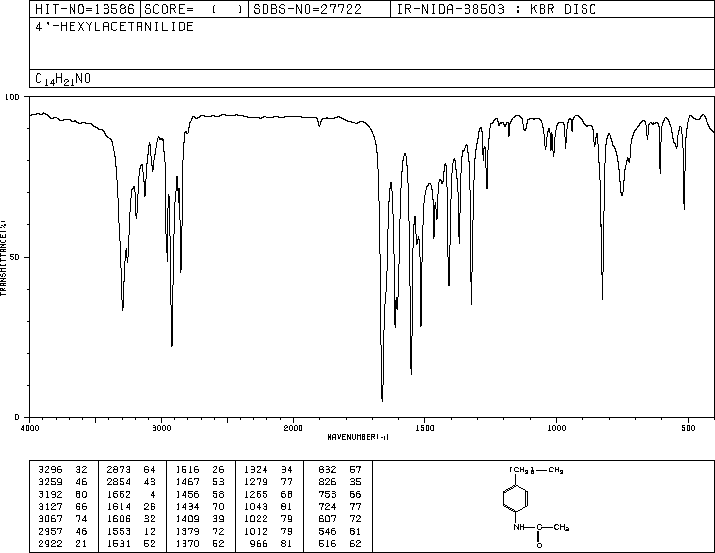 HIT-NO=13586 SCORE= ( ) SDBS-NO=27722 IR-NIDA-38503 : KBR DISC
4'-HEXYLACETANILIDE
C14H21NO
100
50
0
TRANSMITTANCE(%)
4000 3000 2000 1500 1000 500
WAVENUMBER(-1)
3296 32 2873 64 1616 26 1324 34 832 57
3259 46 2854 43 1467 53 1279 77 826 35
3192 60 1662 4 1456 58 1265 68 753 66
3127 66 1614 26 1434 70 1043 81 724 77
3067 74 1606 32 1409 39 1022 79 607 72
2957 46 1553 12 1379 72 1012 79 546 81
2922 21 1531 52 1370 52 966 81 516 62
CH3
NH—C—CH3
O